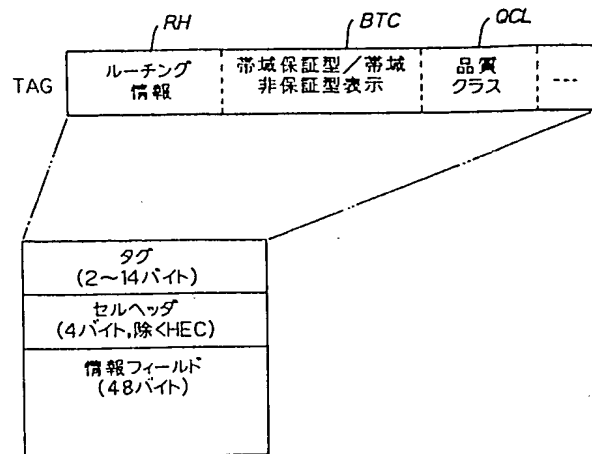 RH
BTC
QCL
TAG
ルーチング
情報
帯域保証型／帯域
非保証型表示
品質
クラス
---
タグ
(2〜14バイト)
セルヘッダ
(4バイト,除くHEC)
情報フィールド
(48バイト)